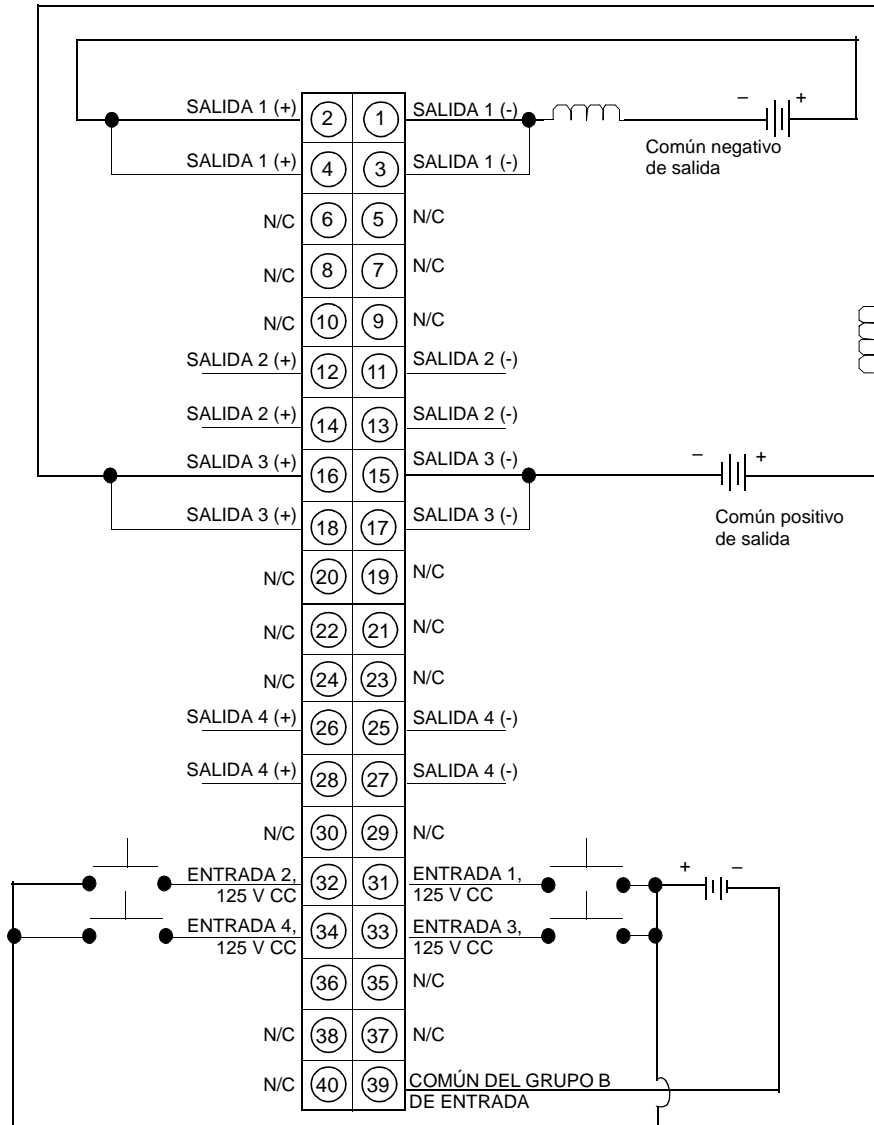 SALIDA 1 (+) 2 1 SALIDA 1 (-) – +
Común negativo
de salida
SALIDA 1 (+) 4 3 SALIDA 1 (-)
N/C 6 5 N/C
N/C 8 7 N/C
N/C 10 9 N/C
SALIDA 2 (+) 12 11 SALIDA 2 (-)
SALIDA 2 (+) 14 13 SALIDA 2 (-)
SALIDA 3 (+) 16 15 SALIDA 3 (-) – +
Común positivo
de salida
SALIDA 3 (+) 18 17 SALIDA 3 (-)
N/C 20 19 N/C
N/C 22 21 N/C
N/C 24 23 N/C
SALIDA 4 (+) 26 25 SALIDA 4 (-)
SALIDA 4 (+) 28 27 SALIDA 4 (-)
N/C 30 29 N/C
ENTRADA 2, 32 31 ENTRADA 1, + –
125 V CC 125 V CC
ENTRADA 4, 34 33 ENTRADA 3,
125 V CC 125 V CC
36 35 N/C
N/C 38 37 N/C
N/C 40 39 COMÚN DEL GRUPO B
DE ENTRADA